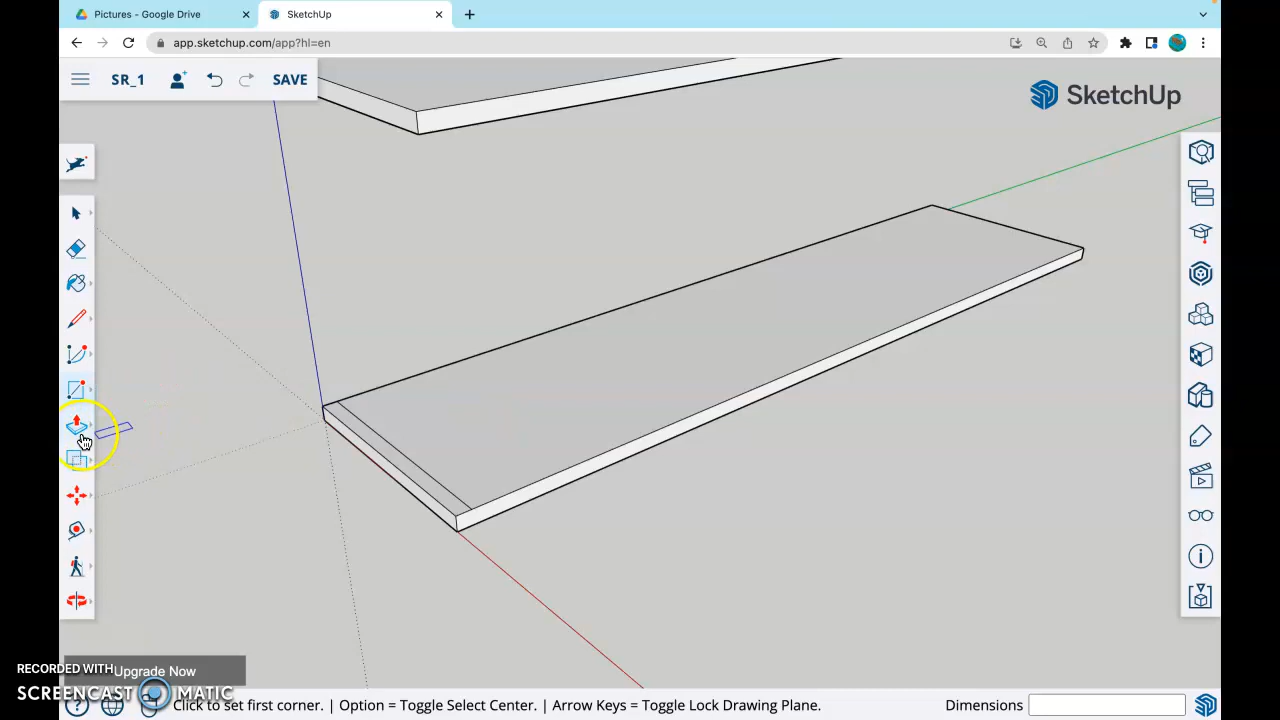 Pictures - Google Drive
SketchUp
app.sketchup.com/app?hl=en
SR_1
SAVE
SketchUp
Upgrade Now
RECORDED WITH
SCREENCAST MATIC
Click to set first corner. | Option = Toggle Select Center. | Arrow Keys = Toggle Lock Drawing Plane.
Dimensions